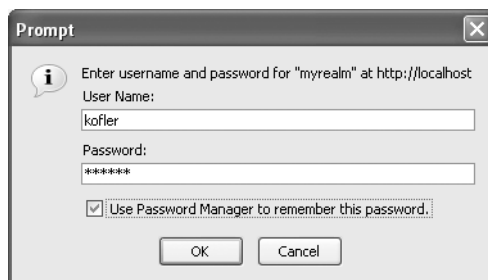 Prompt
Enter username and password for "myrealm" at http://localhost
User Name:
kofler
Password:
******
Use Password Manager to remember this password.
OK
Cancel